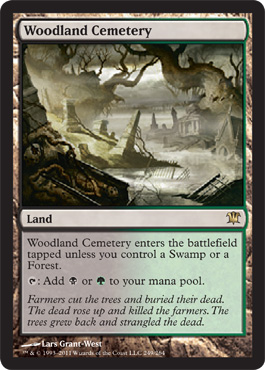 Woodland Cemetery
Land
Woodland Cemetery enters the battlefield
tapped unless you control a Swamp or a
Forest.
: Add or to your mana pool.
Farmers cut the trees and buried their dead.
The dead rose up and killed the farmers. The
trees grew back and strangled the dead.
Lars Grant-West
™ & © 1993–2011 Wizards of the Coast LLC 249/264